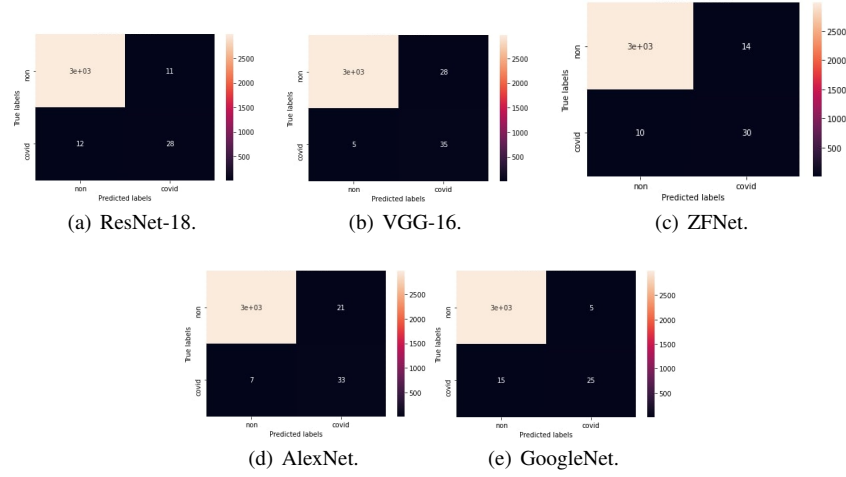 3e+03 11
12 28
non
covid
True labels
non covid
Predicted labels
2500
2000
1500
1000
500
(a) ResNet-18.
3e+03 28
5 35
non
covid
True labels
non covid
Predicted labels
2500
2000
1500
1000
500
(b) VGG-16.
3e+03 14
10 30
non
covid
True labels
non covid
Predicted labels
2500
2000
1500
1000
500
(c) ZFNet.
3e+03 21
7 33
non
covid
True labels
non covid
Predicted labels
2500
2000
1500
1000
500
(d) AlexNet.
3e+03 5
15 25
non
covid
True labels
non covid
Predicted labels
2500
2000
1500
1000
500
(e) GoogleNet.